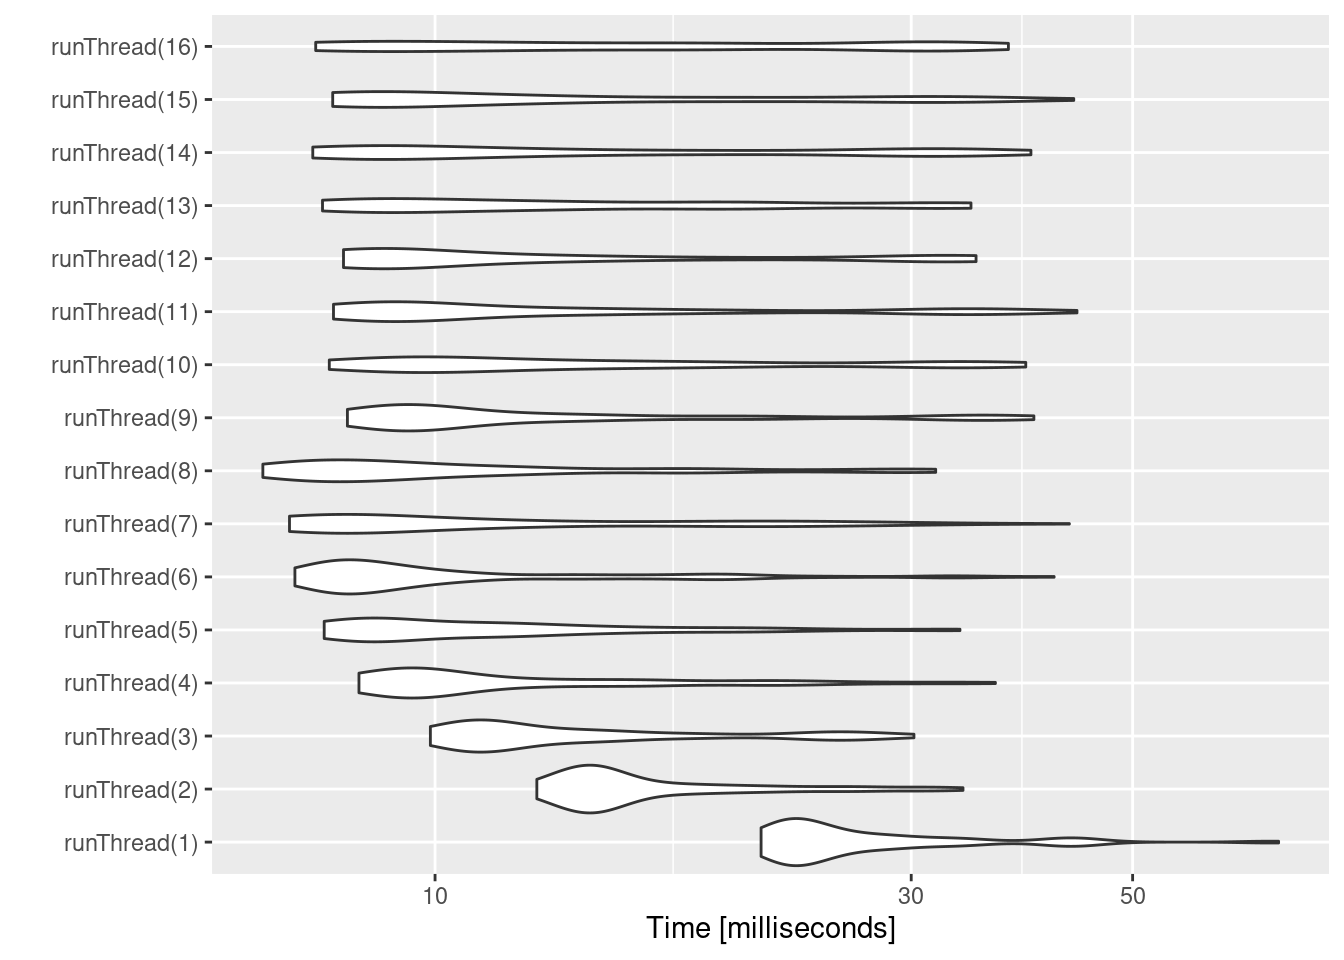 runThread(16)
runThread(15)
runThread(14)
runThread(13)
runThread(12)
runThread(11)
runThread(10)
runThread(9)
runThread(8)
runThread(7)
runThread(6)
runThread(5)
runThread(4)
runThread(3)
runThread(2)
runThread(1)
10 30 50
Time [milliseconds]